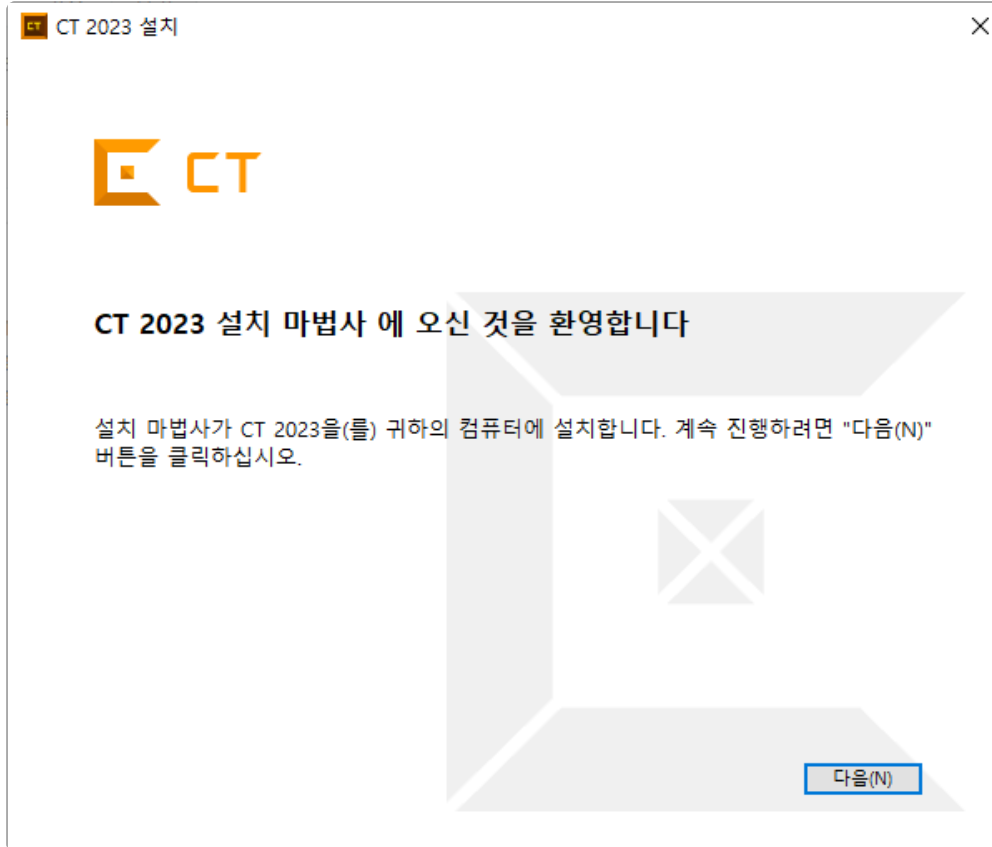 CT 2023 설치
CT
CT 2023 설치 마법사 에 오신 것을 환영합니다
설치 마법사가 CT 2023을(를) 귀하의 컴퓨터에 설치합니다. 계속 진행하려면 "다음(N)"
버튼을 클릭하십시오.
다음(N)